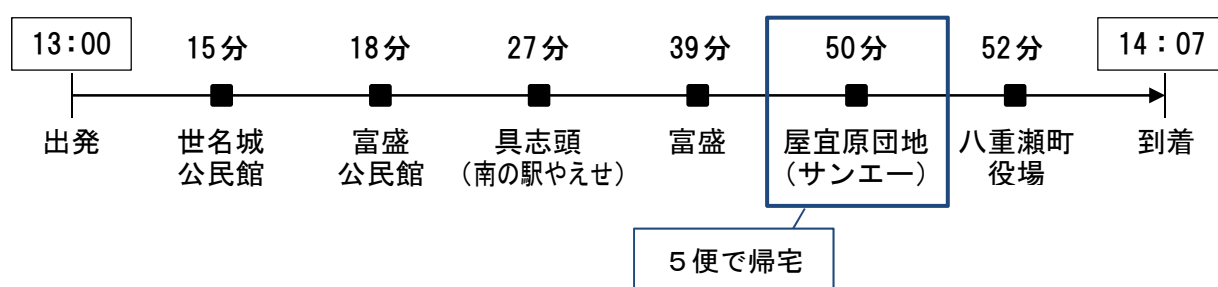 13:00
15分
18分
27分
39分
50分
52分
14：07
出発
世名城
公民館
富盛
公民館
具志頭
（南の駅やえせ）
富盛
屋宜原団地
（サンエー）
八重瀬町
役場
到着
５便で帰宅